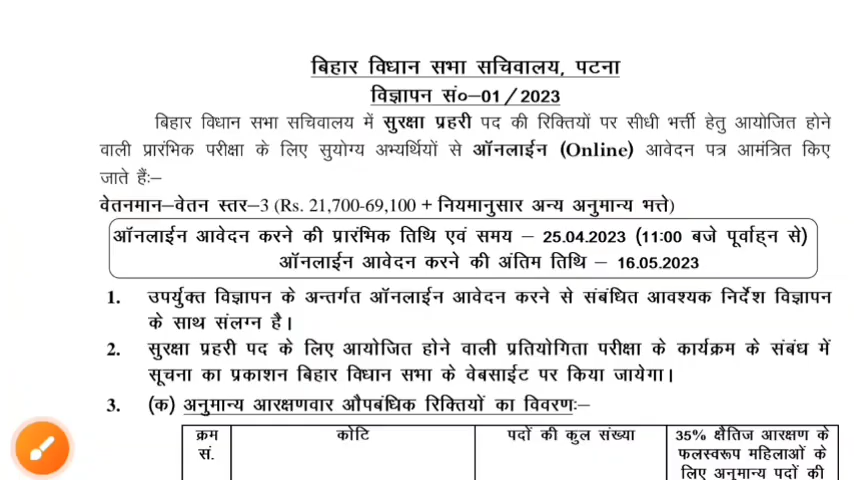 बिहार विधान सभा सचिवालय, पटना
विज्ञापन सं०–01/2023
बिहार विधान सभा सचिवालय में सुरक्षा प्रहरी पद की रिक्तियों पर सीधी भर्त्ती हेतु आयोजित होने
वाली प्रारंभिक परीक्षा के लिए सुयोग्य अभ्यर्थियों से ऑनलाईन (Online) आवेदन पत्र आमंत्रित किए
जाते हैं:–
वेतनमान–वेतन स्तर–3 (Rs. 21,700-69,100 + नियमानुसार अन्य अनुमान्य भत्ते)
ऑनलाईन आवेदन करने की प्रारंभिक तिथि एवं समय – 25.04.2023 (11:00 बजे पूर्वाह्न से)
ऑनलाईन आवेदन करने की अंतिम तिथि – 16.05.2023
1. उपर्युक्त विज्ञापन के अन्तर्गत ऑनलाईन आवेदन करने से संबंधित आवश्यक निर्देश विज्ञापन
के साथ संलग्न है।
2. सुरक्षा प्रहरी पद के लिए आयोजित होने वाली प्रतियोगिता परीक्षा के कार्यक्रम के संबंध में
सूचना का प्रकाशन बिहार विधान सभा के वेबसाईट पर किया जायेगा।
3. (क) अनुमान्य आरक्षणवार औपबंधिक रिक्तियों का विवरण:–
क्रम कोटि पदों की कुल संख्या 35% क्षैतिज आरक्षण के
सं. फलस्वरूप महिलाओं के
लिए अनुमान्य पदों की